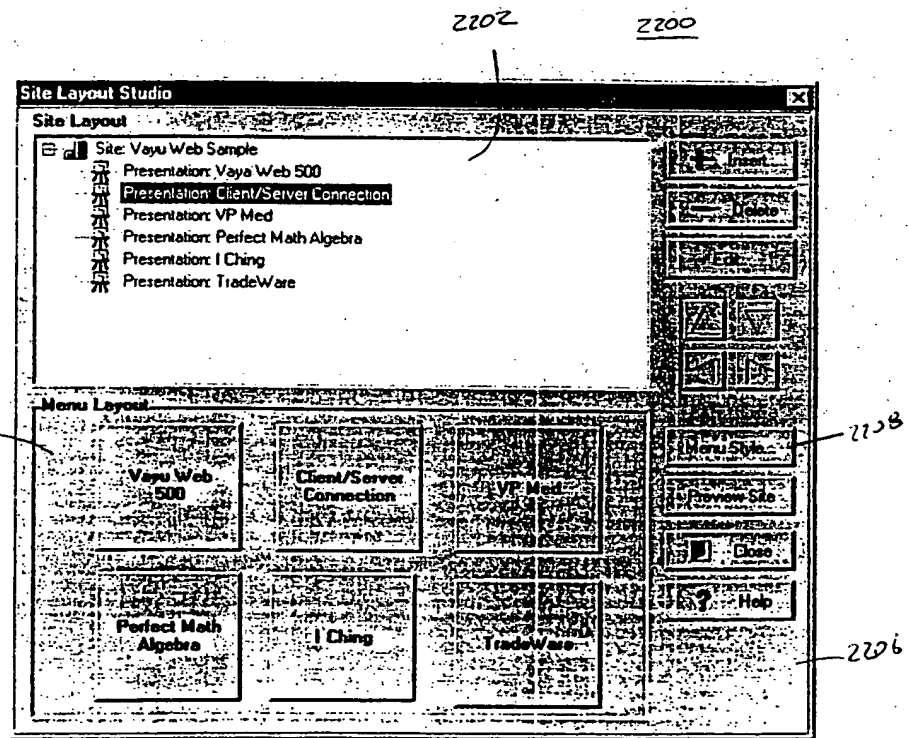 2202
2200
Site Layout Studio
Site Layout
Site: Vayu Web Sample
Presentation: Vaya Web 500
Presentation: Client/Server Connection
Presentation: VP Med
Presentation: Perfect Math Algebra
Presentation: I Ching
Presentation: TradeWare
Insert...
Delete
Edit...
Menu Layout
Vayu Web
500
Client/Server
Connection
VP Med
Perfect Math
Algebra
I Ching
TradeWare
Menu Style...
2208
Preview Site
Close
? Help
2206